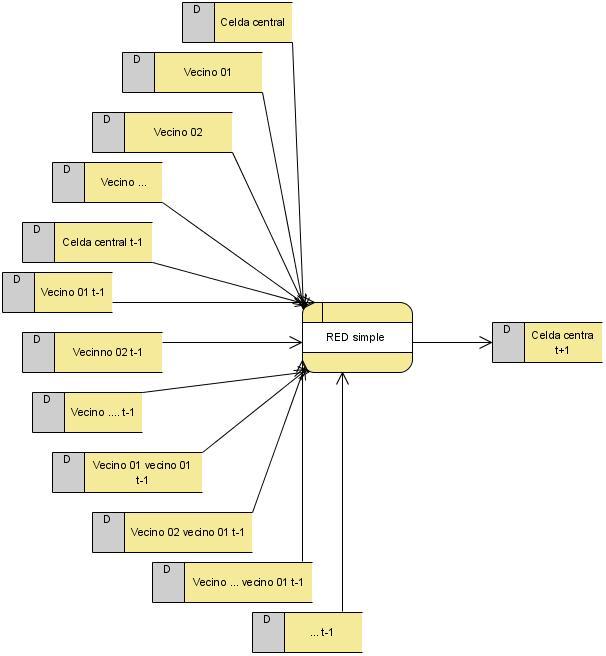 D
Celda central
D
Vecino 01
D
Vecino 02
D
Vecino ...
D
Celda central t-1
D
Vecino 01 t-1
D
Vecinno 02 t-1
D
Vecino .... t-1
D
Vecino 01 vecino 01
t-1
D
Vecino 02 vecino 01 t-1
D
Vecino ... vecino 01 t-1
D
... t-1
RED simple
D
Celda centra
t+1